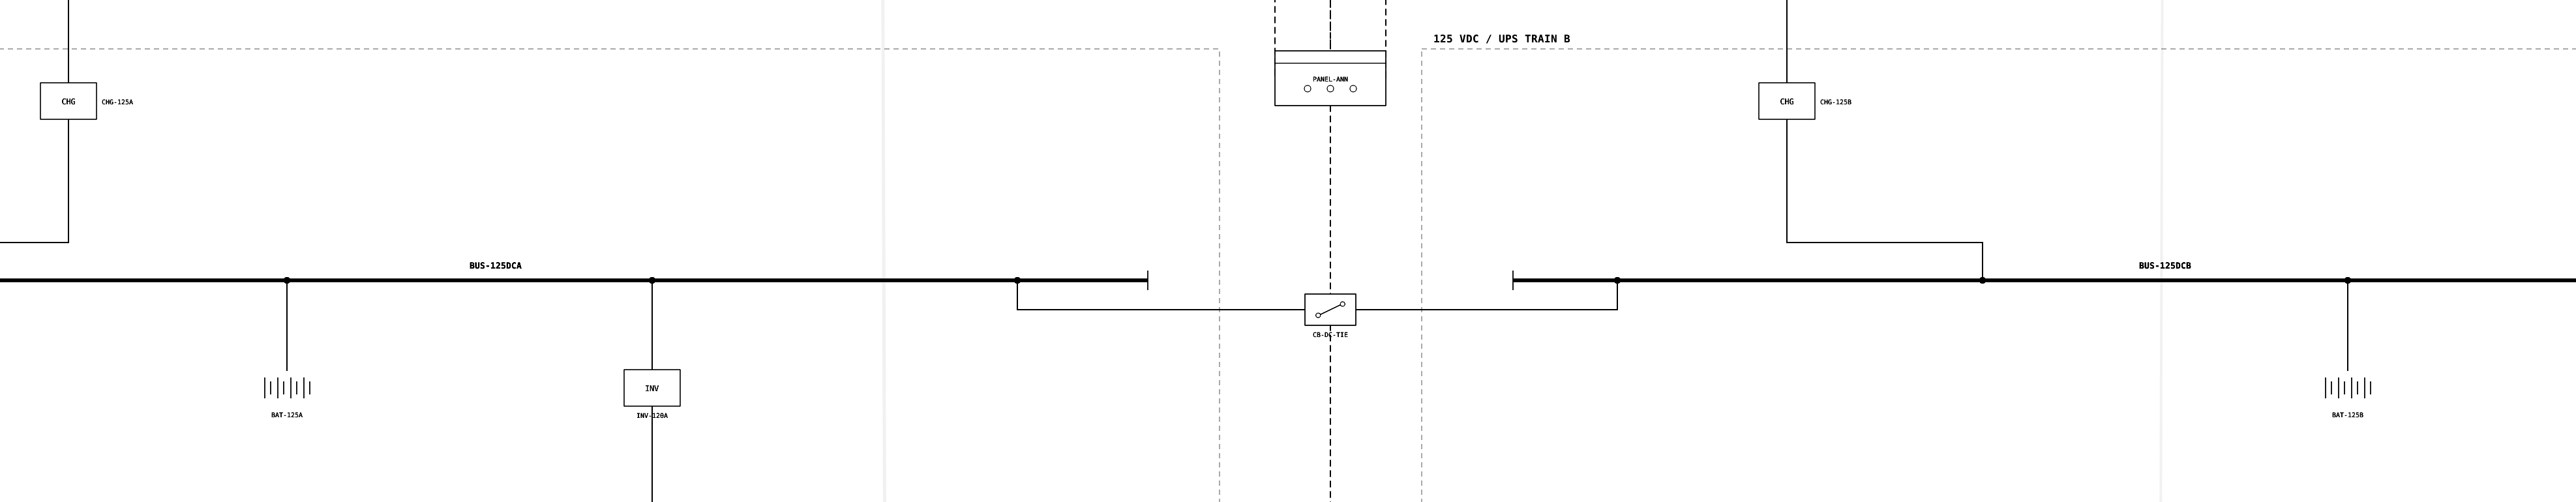 125 VDC / UPS TRAIN B
PANEL-ANN
CHG
CHG-125A
CHG
CHG-125B
BUS-125DCA
BUS-125DCB
CB-DC-TIE
INV
BAT-125A
INV-120A
BAT-125B